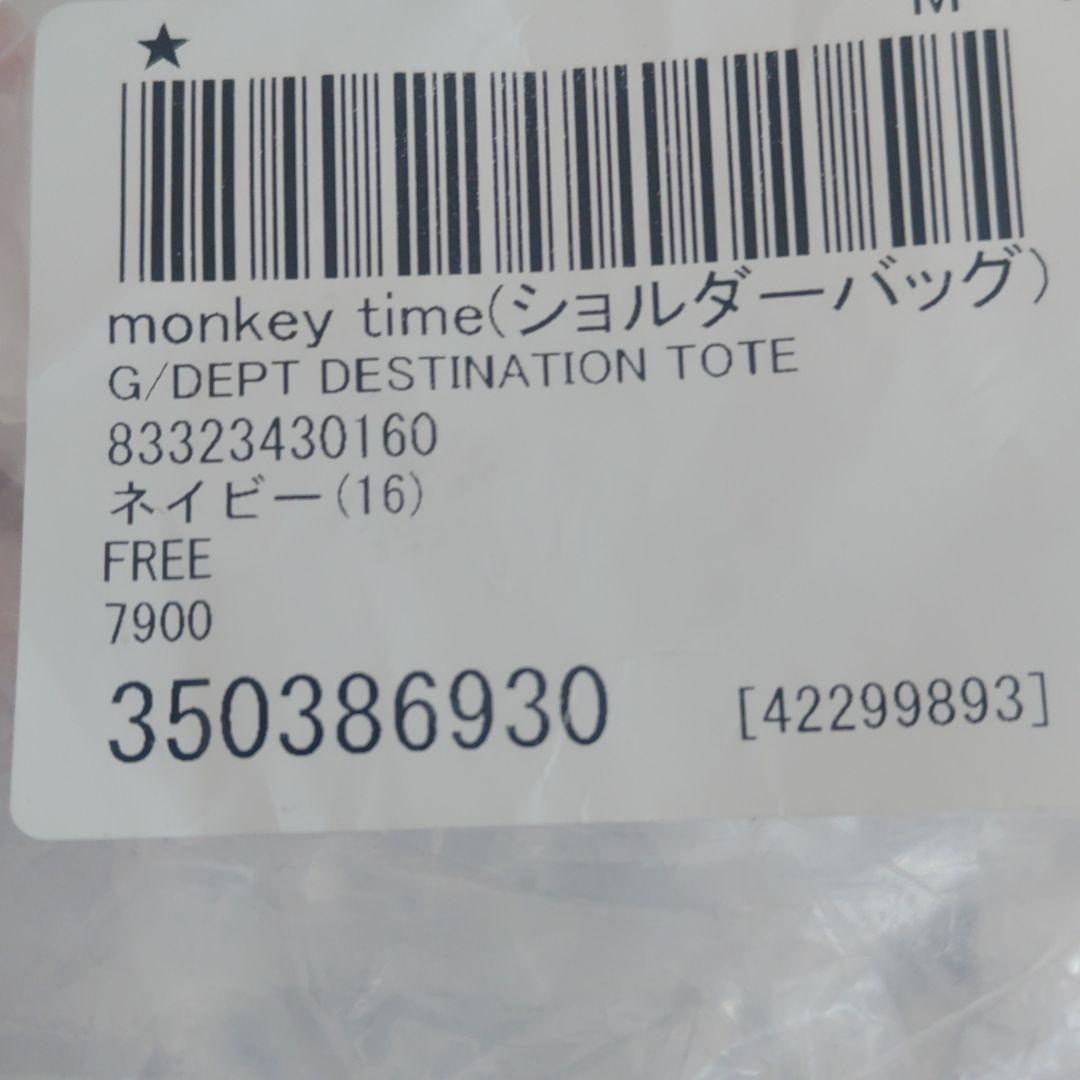 M
★
monkey time(ショルダーバッグ)
G/DEPT DESTINATION TOTE
83323430160
ネイビー(16)
FREE
7900
350386930 [42299893]